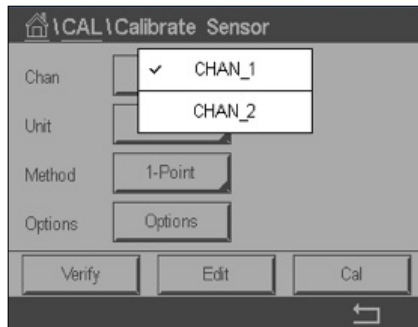 \CAL\Calibrate Sensor
Chan
✓ CHAN_1
CHAN_2
Unit
Method
1-Point
Options
Options
Verify
Edit
Cal